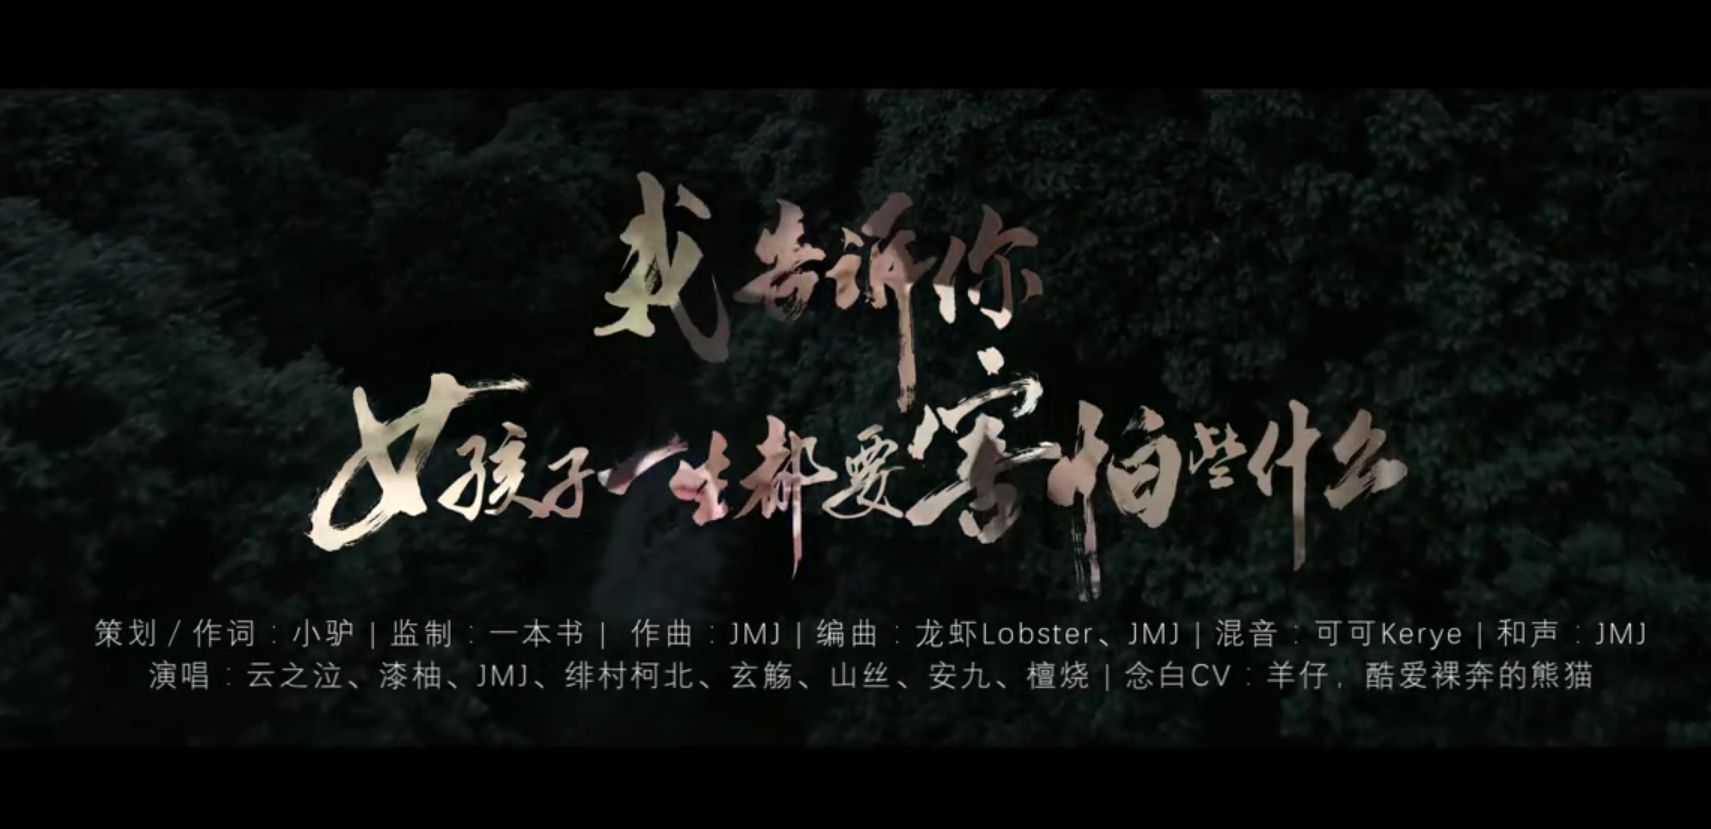 我告诉你
女孩子一生都要害怕些什么
策划/作词:小驴|监制:一本书| 作曲:JMJ|编曲:龙虾Lobster、JMJ|混音:可可Kerye|和声:JMJ
演唱:云之泣、漆柚、JMJ、绯村柯北、玄觞、山丝、安九、檀烧|念白CV:羊仔，酷爱裸奔的熊猫